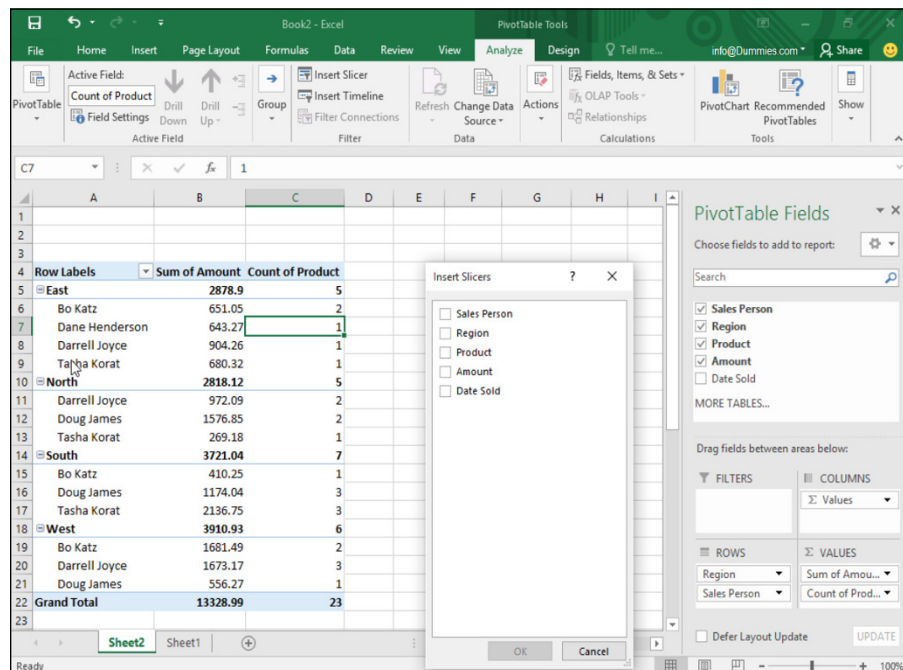 Book2 - Excel
PivotTable Tools
File Home Insert Page Layout Formulas Data Review View Analyze Design Tell me... info@Dummies.com Share
Active Field:
Count of Product
Field Settings
PivotTable
Drill Down
Drill Up
Active Field
Group
Insert Slicer
Insert Timeline
Filter Connections
Filter
Refresh
Change Data Source
Data
Actions
Fields, Items, & Sets
OLAP Tools
Relationships
Calculations
PivotChart
Recommended PivotTables
Tools
Show
C7 fx 1
A B C D E F G H I
1
2
3
4 Row Labels Sum of Amount Count of Product
5 East 2878.9 5
6 Bo Katz 651.05 2
7 Dane Henderson 643.27 1
8 Darrell Joyce 904.26 1
9 Tasha Korat 680.32 1
10 North 2818.12 5
11 Darrell Joyce 972.09 2
12 Doug James 1576.85 2
13 Tasha Korat 269.18 1
14 South 3721.04 7
15 Bo Katz 410.25 1
16 Doug James 1174.04 3
17 Tasha Korat 2136.75 3
18 West 3910.93 6
19 Bo Katz 1681.49 2
20 Darrell Joyce 1673.17 3
21 Doug James 556.27 1
22 Grand Total 13328.99 23
23
Insert Slicers ?
Sales Person
Region
Product
Amount
Date Sold
OK Cancel
PivotTable Fields
Choose fields to add to report:
Search
Sales Person
Region
Product
Amount
Date Sold
MORE TABLES...
Drag fields between areas below:
FILTERS
COLUMNS
Σ Values
ROWS
Region
Sales Person
Σ VALUES
Sum of Amou...
Count of Prod...
Defer Layout Update UPDATE
Sheet2 Sheet1
Ready 100%